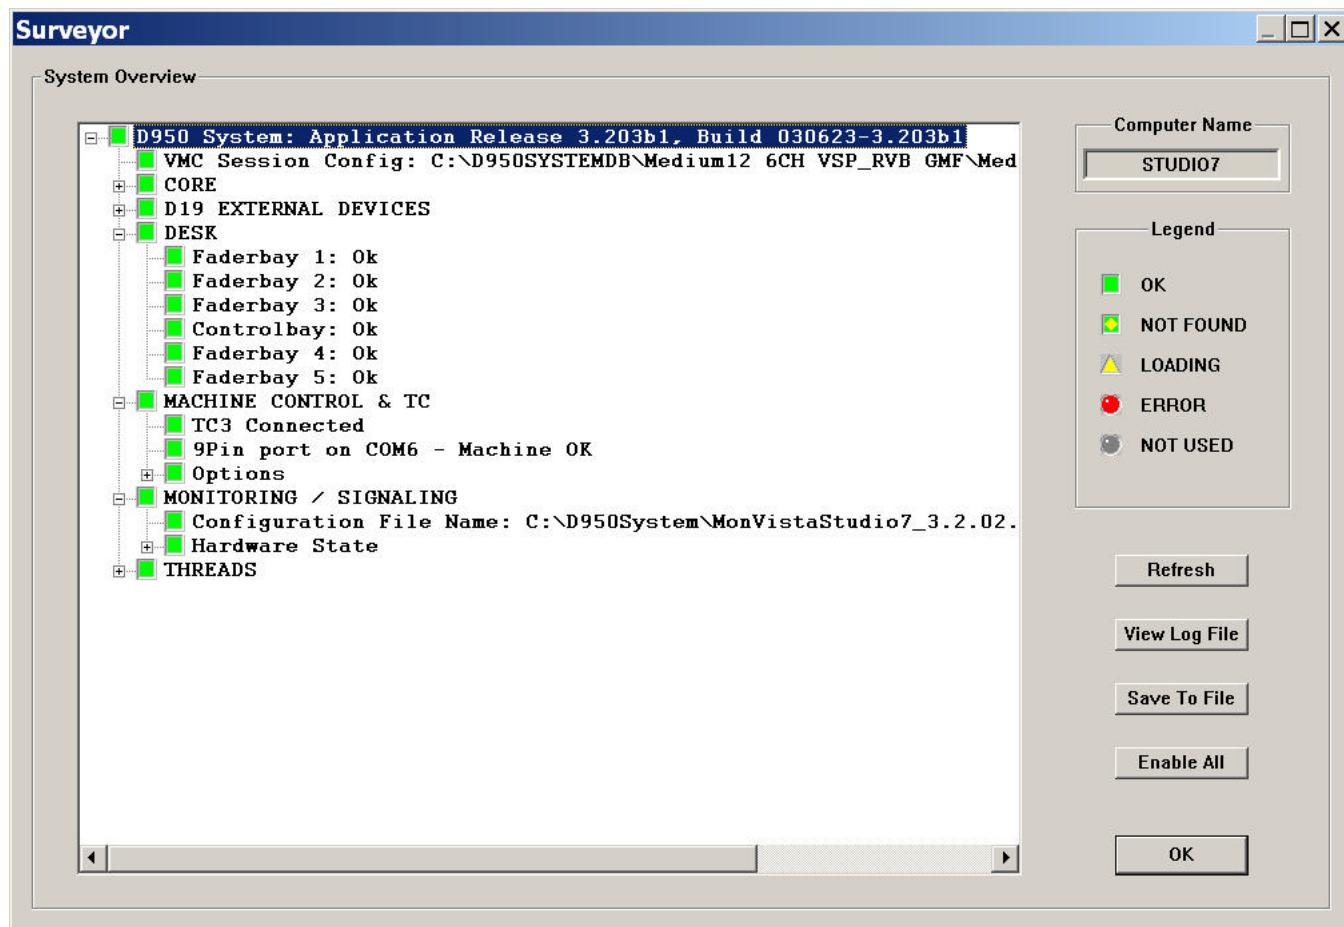 Surveyor
System Overview
D950 System: Application Release 3.203b1, Build 030623-3.203b1
VMC Session Config: C:\D950SYSTEMDB\Medium12 6CH VSP_RVB GMF\Med
CORE
D19 EXTERNAL DEVICES
DESK
Faderbay 1: Ok
Faderbay 2: Ok
Faderbay 3: Ok
Controlbay: Ok
Faderbay 4: Ok
Faderbay 5: Ok
MACHINE CONTROL & TC
TC3 Connected
9Pin port on COM6 - Machine OK
Options
MONITORING / SIGNALING
Configuration File Name: C:\D950System\MonVistaStudio7_3.2.02.
Hardware State
THREADS
Computer Name
STUDIO7
Legend
OK
NOT FOUND
LOADING
ERROR
NOT USED
Refresh
View Log File
Save To File
Enable All
OK